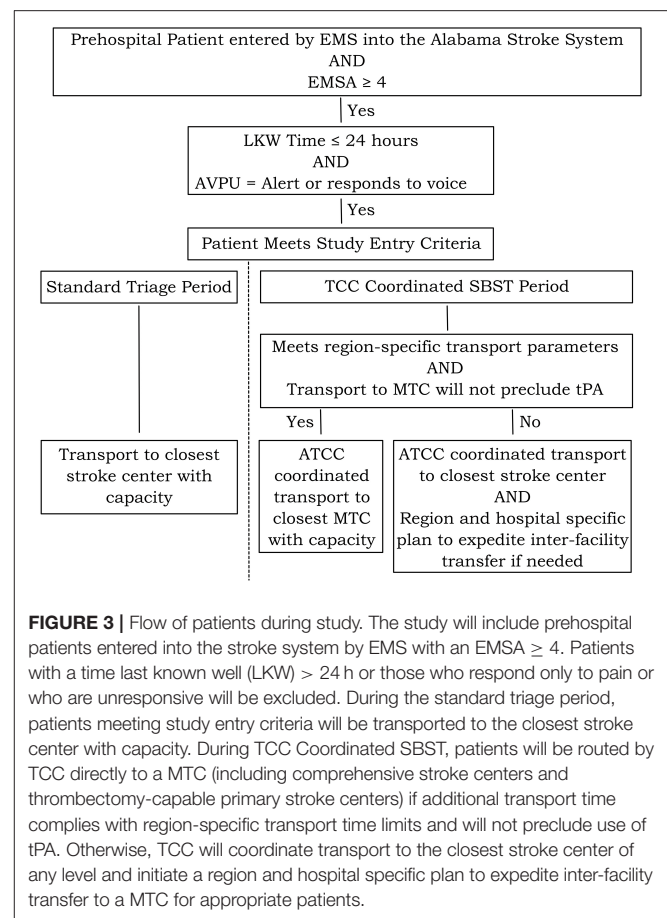 Prehospital Patient entered by EMS into the Alabama Stroke System
AND
EMSA ≥ 4
Yes
LKW Time ≤ 24 hours
AND
AVPU = Alert or responds to voice
Yes
Patient Meets Study Entry Criteria
Standard Triage Period
TCC Coordinated SBST Period
Meets region-specific transport parameters
AND
Transport to MTC will not preclude tPA
Yes
No
Transport to closest
stroke center with
capacity
ATCC
coordinated
transport to
closest MTC
with capacity
ATCC coordinated transport
to closest stroke center
AND
Region and hospital specific
plan to expedite inter-facility
transfer if needed
FIGURE 3 | Flow of patients during study. The study will include prehospital
patients entered into the stroke system by EMS with an EMSA ≥ 4. Patients
with a time last known well (LKW) > 24 h or those who respond only to pain or
who are unresponsive will be excluded. During the standard triage period,
patients meeting study entry criteria will be transported to the closest stroke
center with capacity. During TCC Coordinated SBST, patients will be routed by
TCC directly to a MTC (including comprehensive stroke centers and
thrombectomy-capable primary stroke centers) if additional transport time
complies with region-specific transport time limits and will not preclude use of
tPA. Otherwise, TCC will coordinate transport to the closest stroke center of
any level and initiate a region and hospital specific plan to expedite inter-facility
transfer to a MTC for appropriate patients.